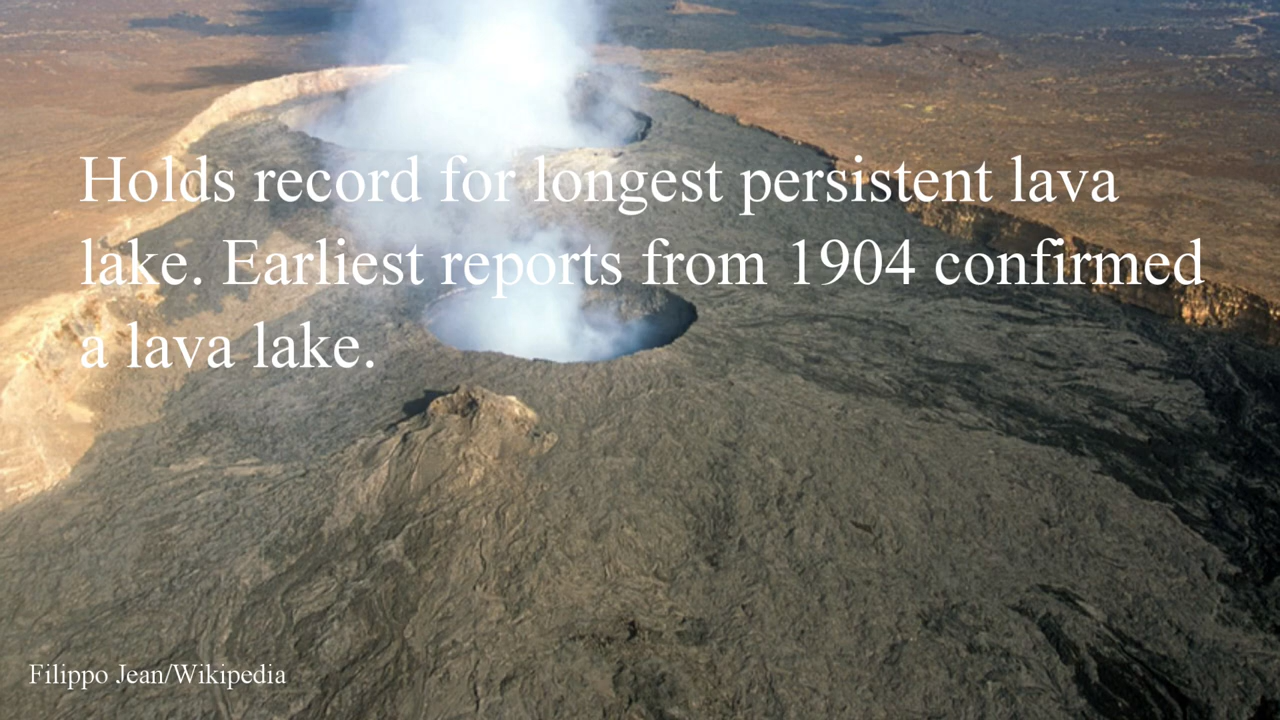 Holds record for longest persistent lava
lake. Earliest reports from 1904 confirmed
a lava lake.
Filippo Jean/Wikipedia